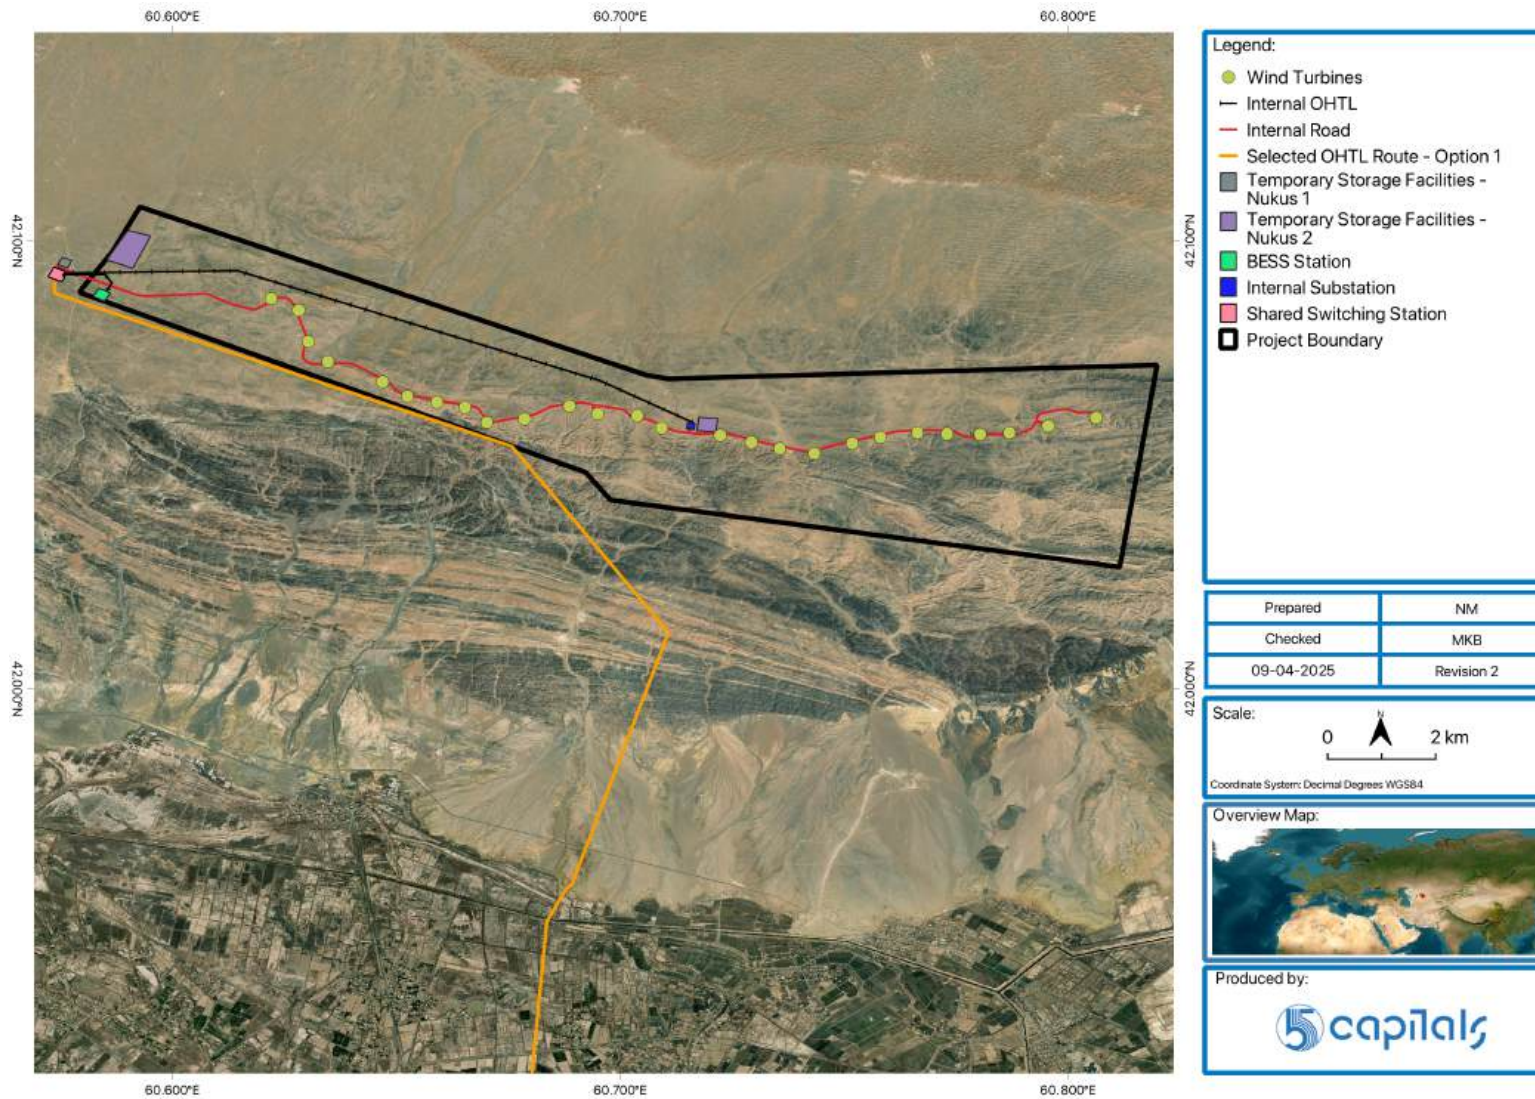 60.600°E
60.700°E
60.800°E
42.100°N
42.000°N
42.100°N
42.000°N
60.600°E
60.700°E
60.800°E
Legend:
Wind Turbines
Internal OHTL
Internal Road
Selected OHTL Route - Option 1
Temporary Storage Facilities -
Nukus 1
Temporary Storage Facilities -
Nukus 2
BESS Station
Internal Substation
Shared Switching Station
Project Boundary
Prepared NM
Checked MKB
09-04-2025 Revision 2
Scale:
N
0 2 km
Coordinate System: Decimal Degrees WGS84
Overview Map:
Produced by:
5 capitals